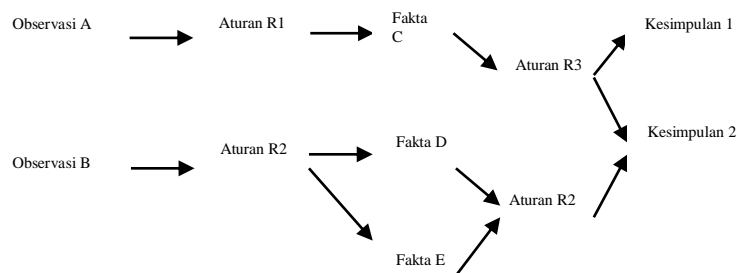 Observasi A
Aturan R1
Fakta
C
Aturan R3
Kesimpulan 1
Kesimpulan 2
Observasi B
Aturan R2
Fakta D
Aturan R2
Fakta E